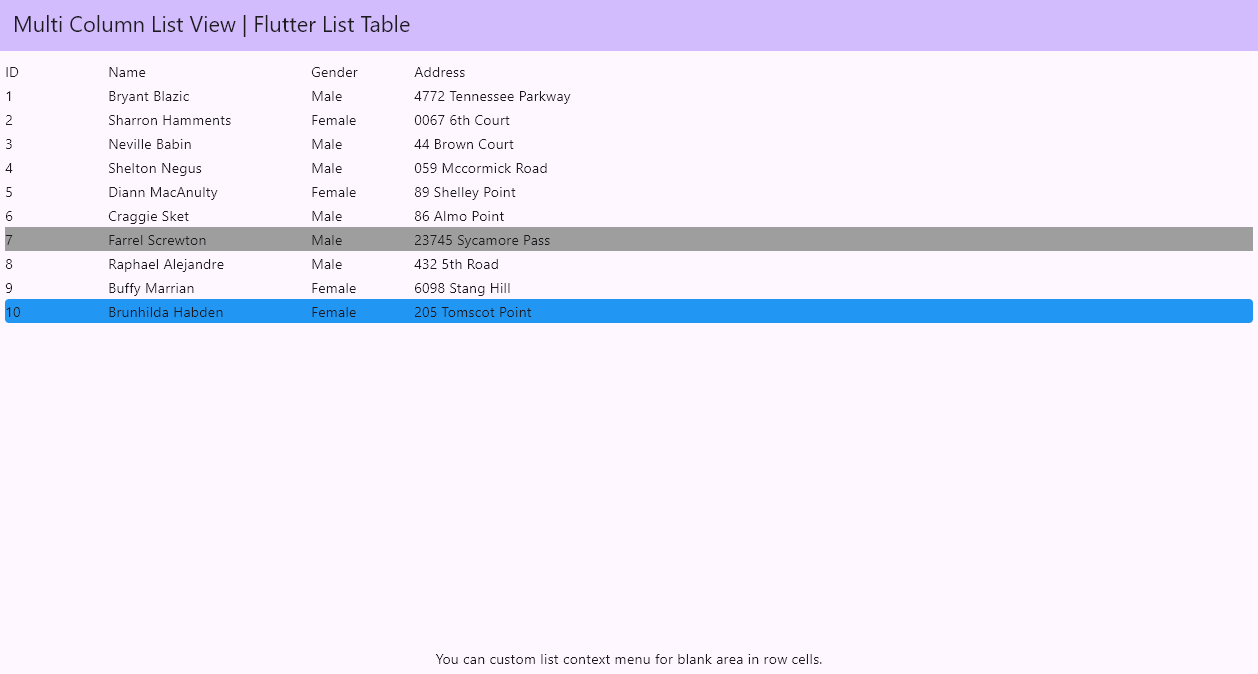 Multi Column List View | Flutter List Table
ID Name Gender Address
1 Bryant Blazic Male 4772 Tennessee Parkway
2 Sharron Hamments Female 0067 6th Court
3 Neville Babin Male 44 Brown Court
4 Shelton Negus Male 059 Mccormick Road
5 Diann MacAnulty Female 89 Shelley Point
6 Craggie Sket Male 86 Almo Point
7 Farrel Screwton Male 23745 Sycamore Pass
8 Raphael Alejandre Male 432 5th Road
9 Buffy Marrian Female 6098 Stang Hill
10 Brunhilda Habden Female 205 Tomscot Point
You can custom list context menu for blank area in row cells.